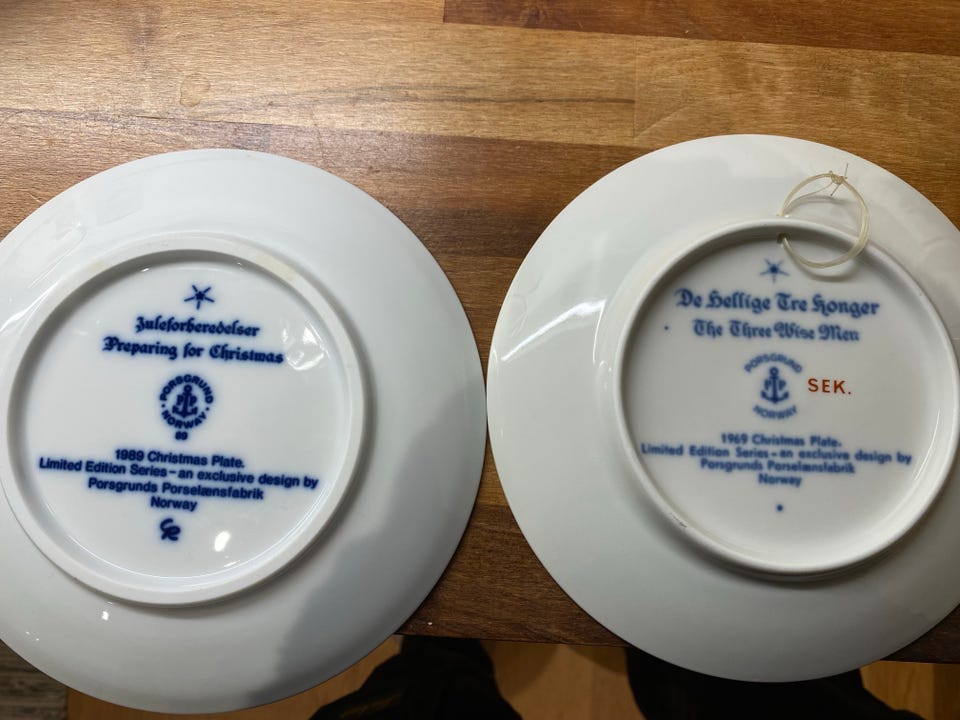 Juleforberedelser
Preparing for Christmas
PORSGRUND
PP
NORWAY
89
1989 Christmas Plate.
Limited Edition Series – an exclusive design by
Porsgrunds Porselænsfabrik
Norway
De Hellige Tre Konger
The Three Wise Men
PORSGRUND
PP
NORWAY
SEK.
1969 Christmas Plate.
Limited Edition Series – an exclusive design by
Porsgrunds Porselænsfabrik
Norway